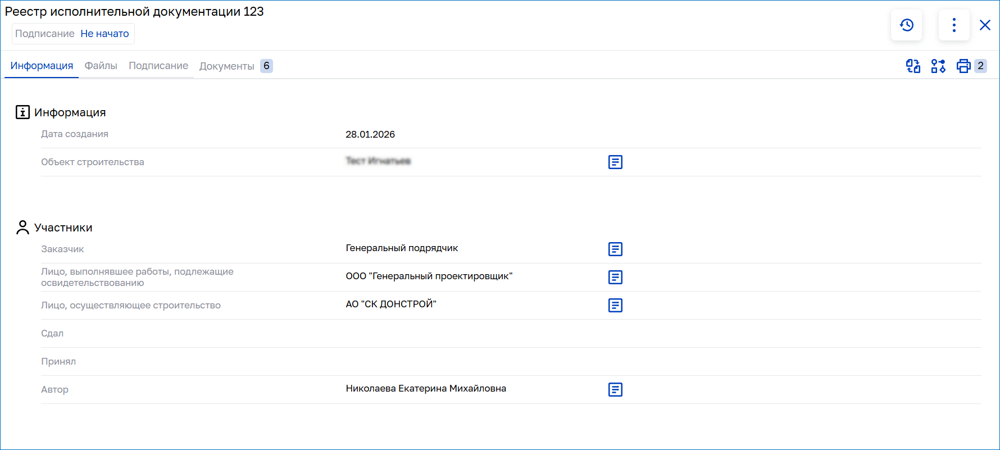 Реестр исполнительной документации 123
Подписание Не начато
Информация Файлы Подписание Документы 6 2
Информация
Дата создания 28.01.2026
Объект строительства
Участники
Заказчик Генеральный подрядчик
Лицо, выполнявшее работы, подлежащие
освидетельствованию ООО "Генеральный проектировщик"
Лицо, осуществляющее строительство АО "СК ДОНСТРОЙ"
Сдал
Принял
Автор Николаева Екатерина Михайловна